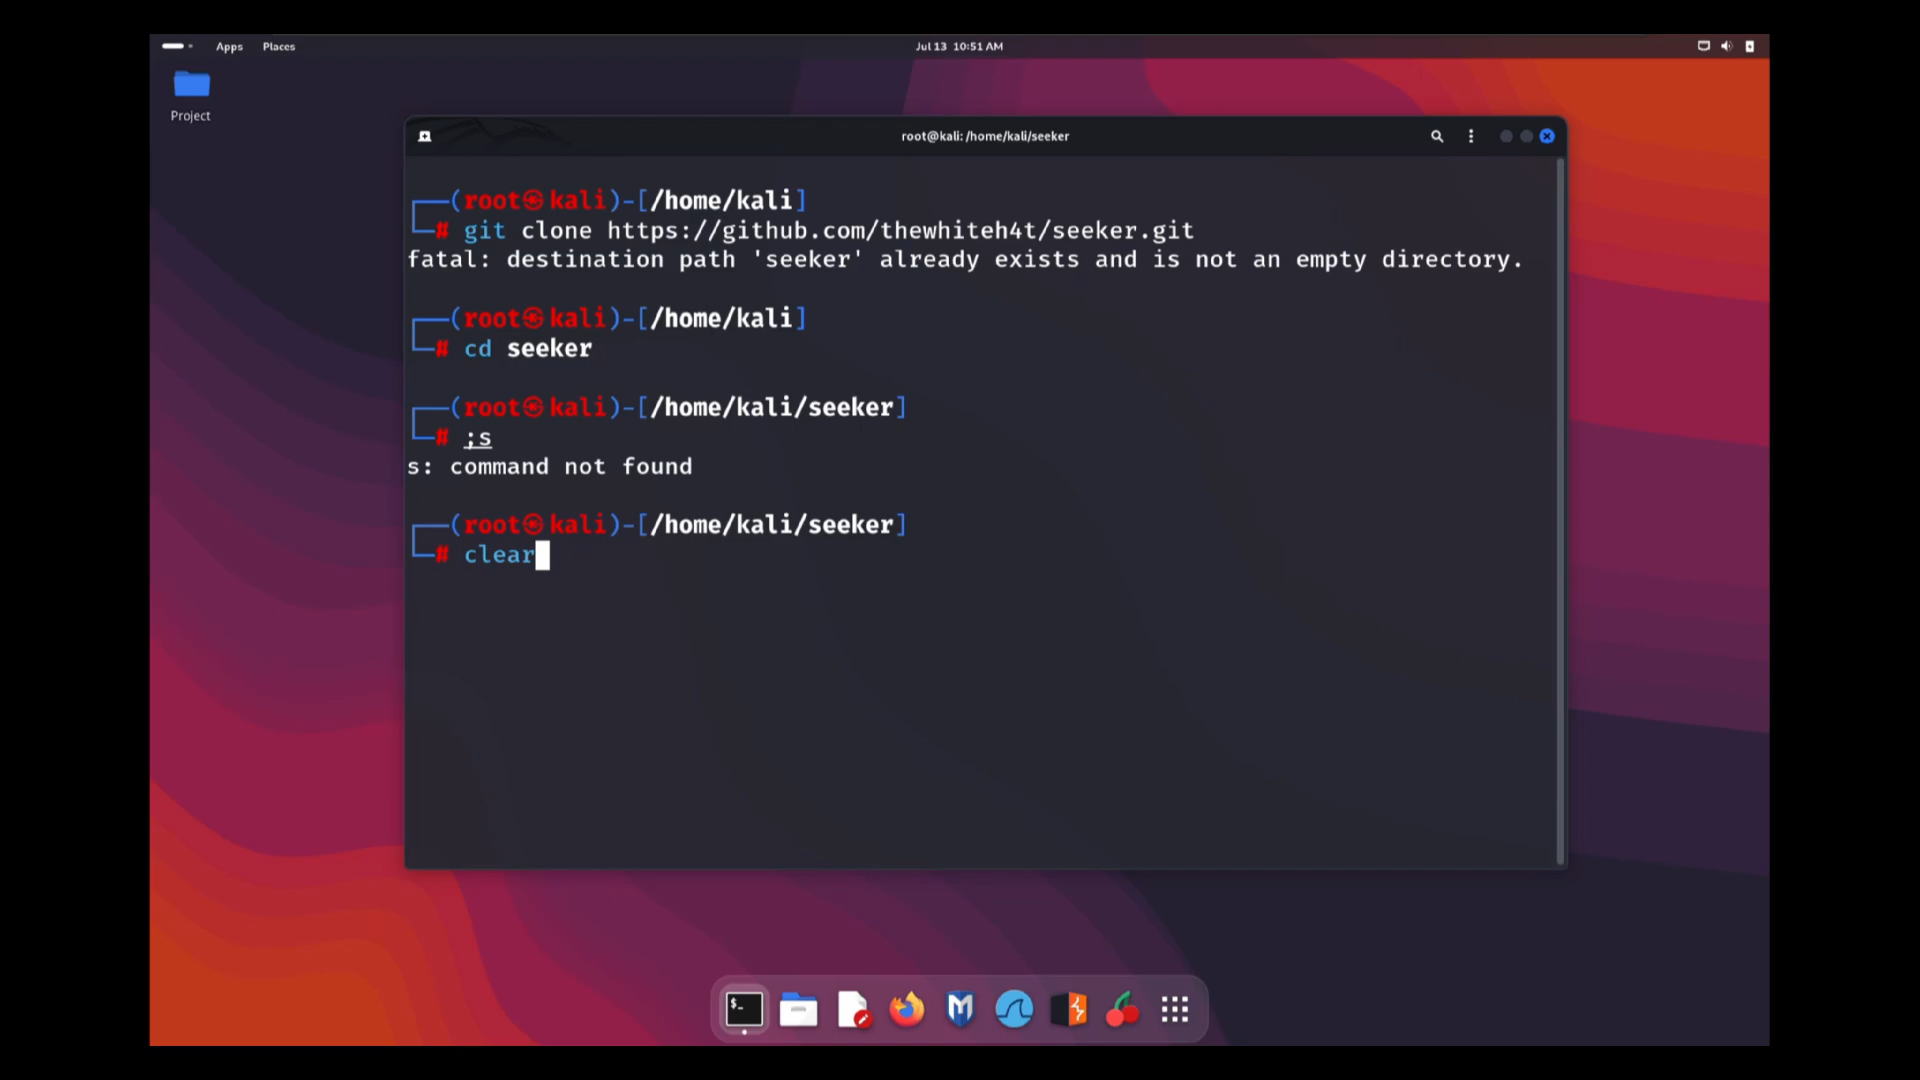 Apps Places Jul 13 10:51 AM
Project
root@kali: /home/kali/seeker
┌──(root㉿kali)-[/home/kali]
└─# git clone https://github.com/thewhiteh4t/seeker.git
fatal: destination path 'seeker' already exists and is not an empty directory.
┌──(root㉿kali)-[/home/kali]
└─# cd seeker
┌──(root㉿kali)-[/home/kali/seeker]
└─# ;s
s: command not found
┌──(root㉿kali)-[/home/kali/seeker]
└─# clear